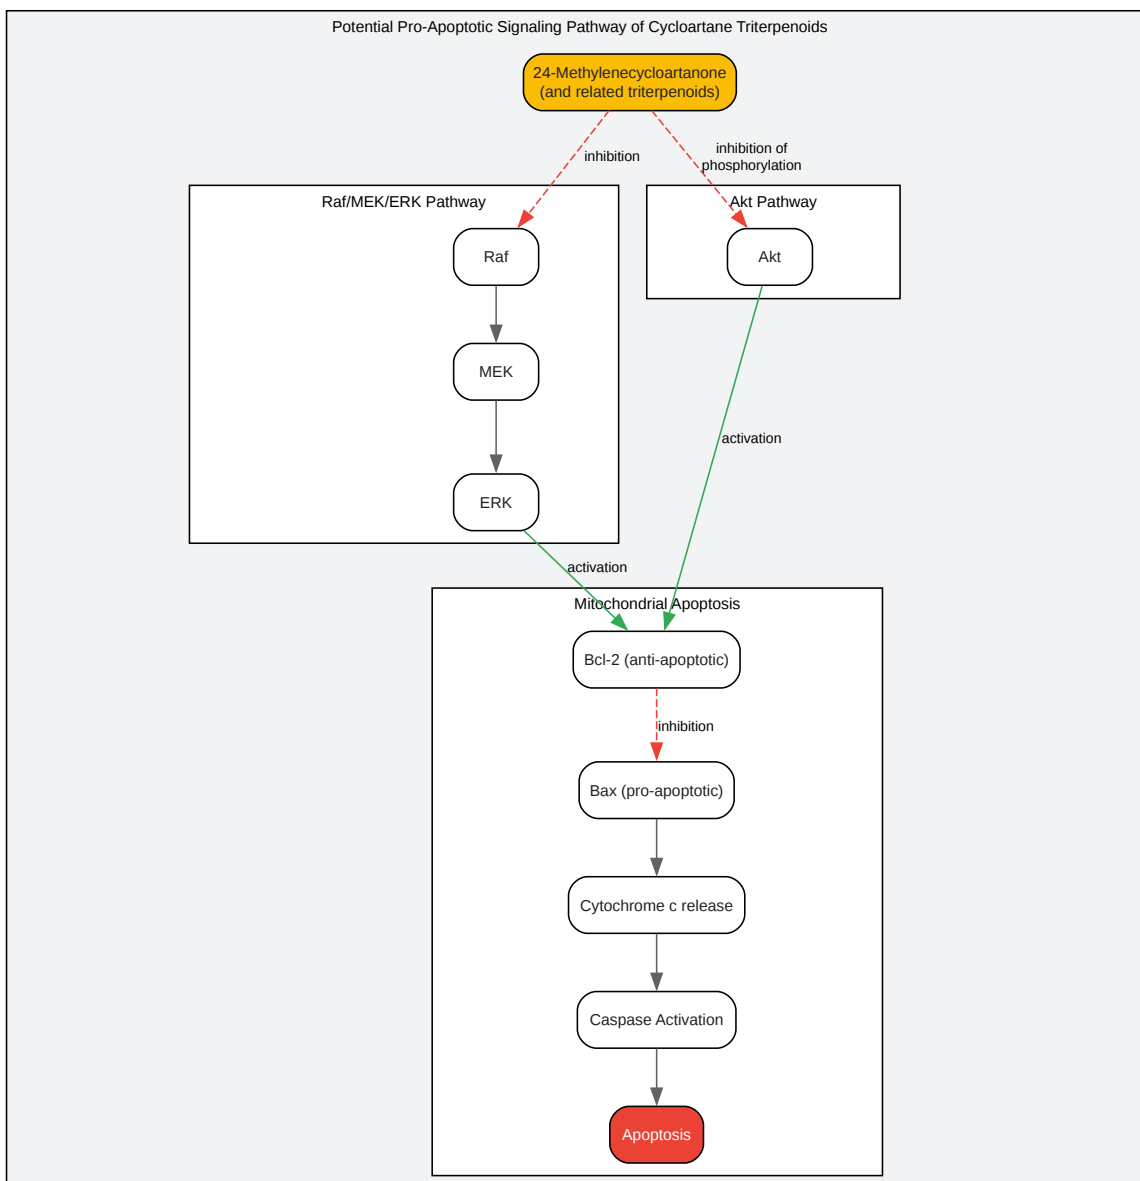 Potential Pro-Apoptotic Signaling Pathway of Cycloartane Triterpenoids
24-Methylenecycloartanone
(and related triterpenoids)
inhibition
inhibition of
phosphorylation
Raf/MEK/ERK Pathway
Akt Pathway
Raf
Akt
MEK
activation
ERK
activation
Mitochondrial Apoptosis
Bcl-2 (anti-apoptotic)
inhibition
Bax (pro-apoptotic)
Cytochrome c release
Caspase Activation
Apoptosis